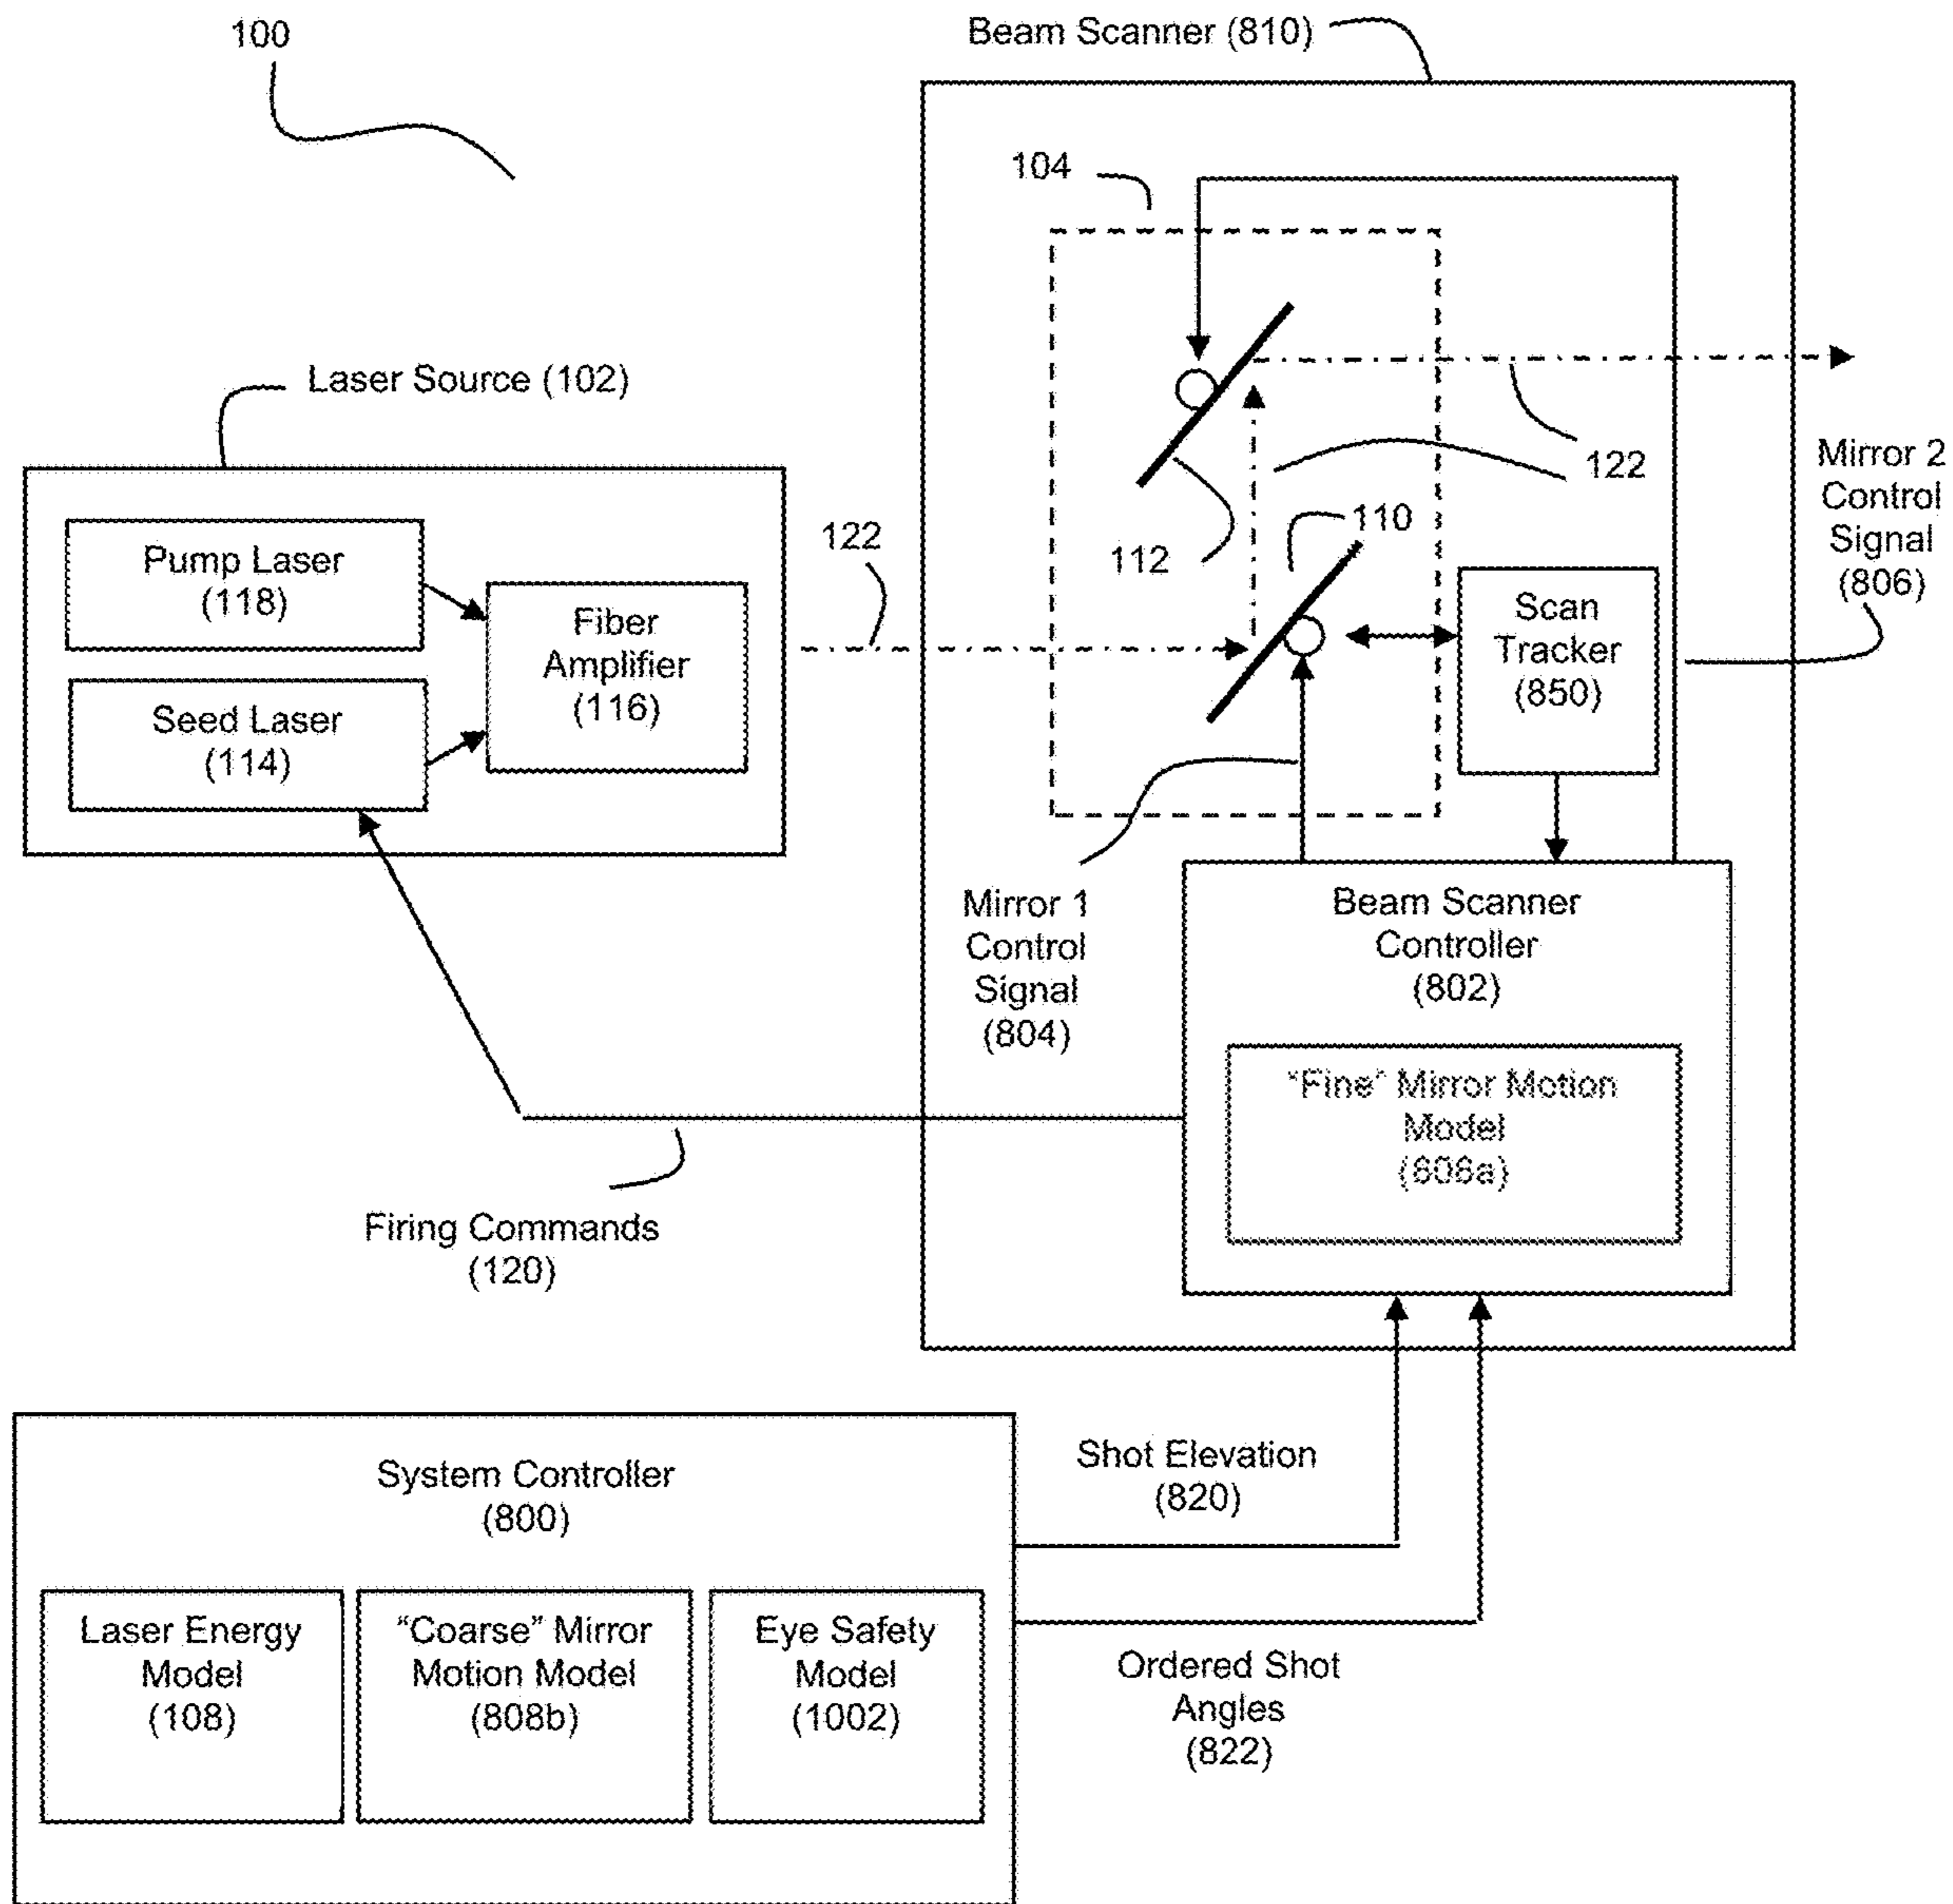 100
Beam Scanner (810)
104
Laser Source (102)
Pump Laser
(118)
Seed Laser
(114)
Fiber
Amplifier
(116)
122
112
110
122
Scan
Tracker
(850)
Mirror 2
Control
Signal
(806)
Mirror 1
Control
Signal
(804)
Beam Scanner
Controller
(802)
"Fine" Mirror Motion
Model
Firing Commands
(120)
System Controller
(800)
Laser Energy
Model
(108)
"Coarse" Mirror
Motion Model
(808b)
Eye Safety
Model
(1002)
Shot Elevation
(820)
Ordered Shot
Angles
(822)